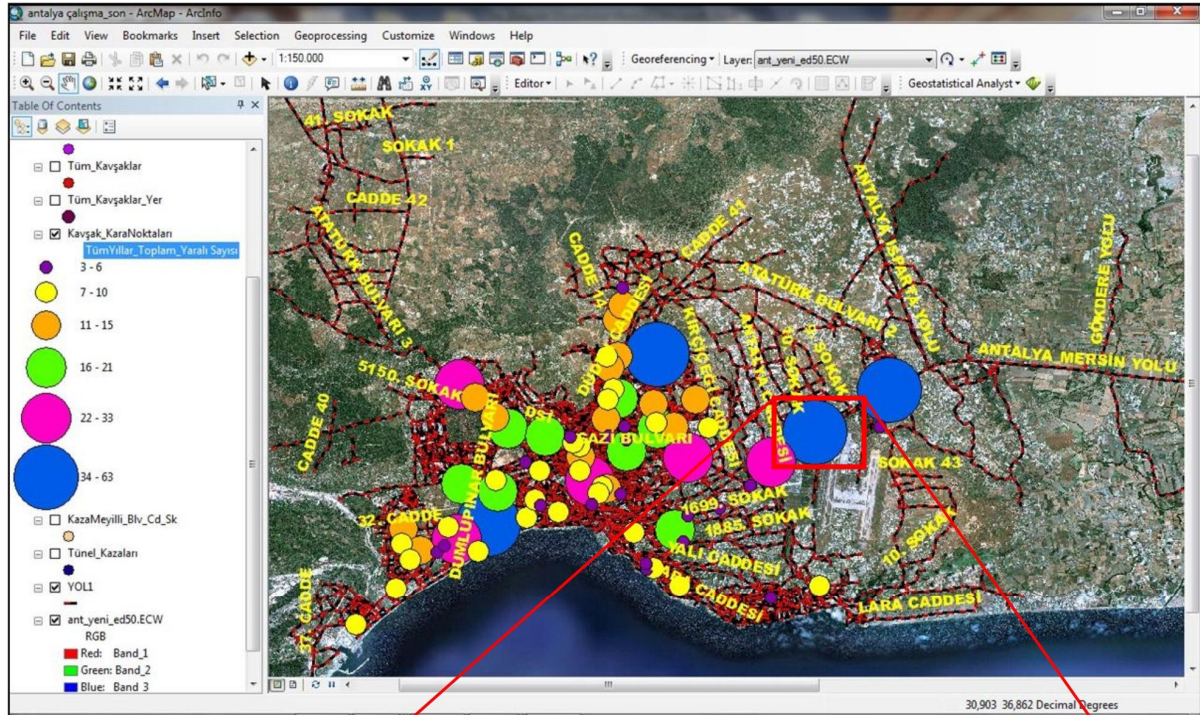 antalya çalışma_son - ArcMap - ArcInfo
File Edit View Bookmarks Insert Selection Geoprocessing Customize Windows Help
1:150.000
Georeferencing Layer: ant_yeni_ed50.ECW
Editor
Geostatistical Analyst
Table Of Contents
Tüm_Kavşaklar
Tüm_Kavşaklar_Yer
Kavşak_KaraNoktaları
TümYıllar_Toplam_Yaralı Sayısı
3 - 6
7 - 10
11 - 15
16 - 21
22 - 33
34 - 63
KazaMeyilli_Blv_Cd_Sk
Tünel_Kazaları
YOL1
ant_yeni_ed50.ECW
RGB
Red: Band_1
Green: Band_2
Blue: Band_3
41. SOKAK
SOKAK 1
CADDE 42
ATATÜRK BULVARI 3
CADDE 41
ATATÜRK BULVARI 2
ANTALYA ISPARTA YOLU
GÖKDERE YOLU
ANTALYA MERSİN YOLU
5150. SOKAK
CADDE 40
DSİ
GAZİ BULVARI
SOKAK 43
1699. SOKAK
1885. SOKAK
10. SOKAK
32. CADDE
DUMLUPINAR BULVARI
YALI CADDESİ
LARA CADDESİ
30,903 36,862 Decimal Degrees